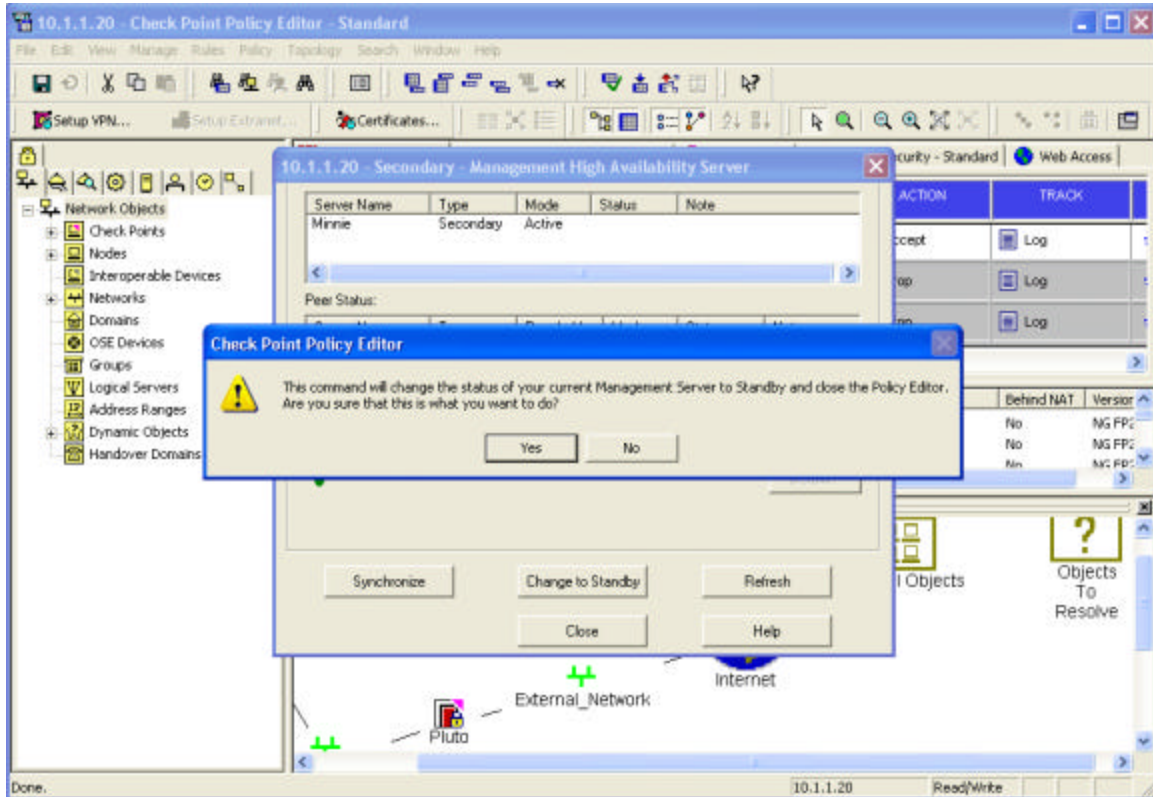 10.1.1.20 - Check Point Policy Editor - Standard
File Edit View Manage Rules Policy Topology Search Window Help
Setup VPN... Setup Extranet... Certificates...
curity - Standard Web Access
ACTION TRACK
ccept Log
op Log
Log
Network Objects
Check Points
Nodes
Interoperable Devices
Networks
Domains
OSE Devices
Groups
Logical Servers
Address Ranges
Dynamic Objects
Handover Domains
10.1.1.20 - Secondary - Management High Availability Server
Server Name Type Mode Status Note
Minnie Secondary Active
Peer Status:
Check Point Policy Editor
This command will change the status of your current Management Server to Standby and close the Policy Editor.
Are you sure that this is what you want to do?
Yes No
Behind NAT Version
No NG FP2
No NG FP2
No NG FP2
Synchronize Change to Standby Refresh
Close Help
l Objects
Objects
To
Resolve
Internet
External_Network
Pluto
Done. 10.1.1.20 Read/Write